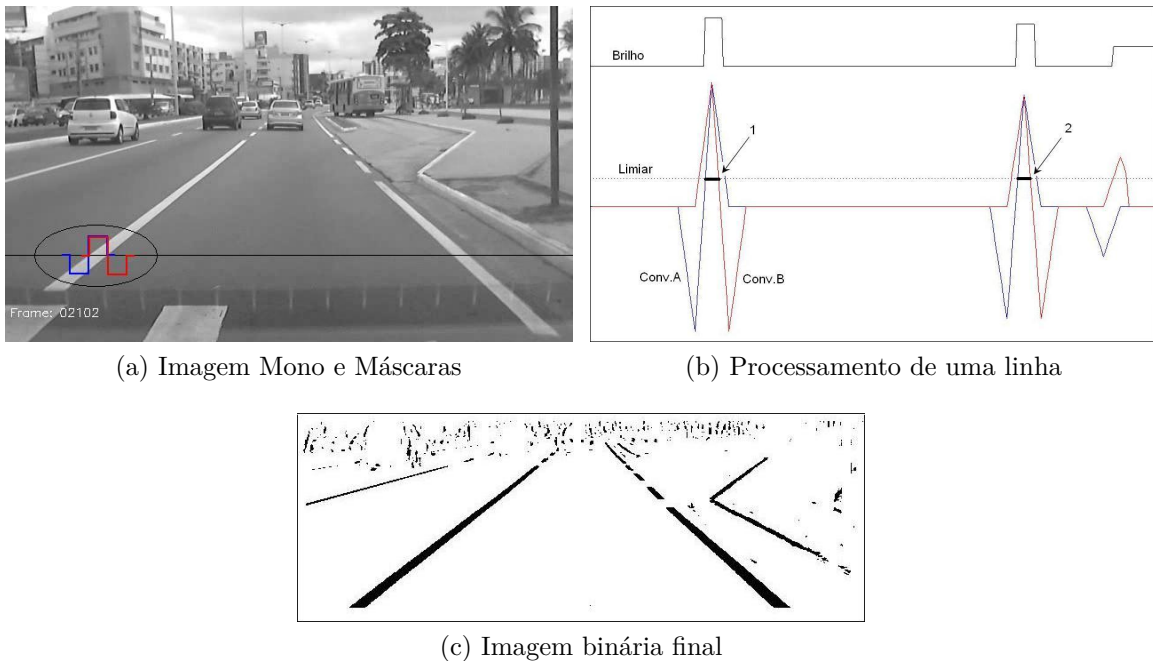 Frame: 02102
(a) Imagem Mono e Máscaras
Brilho
1
2
Limiar
Conv.A
Conv.B
(b) Processamento de uma linha
(c) Imagem binária final